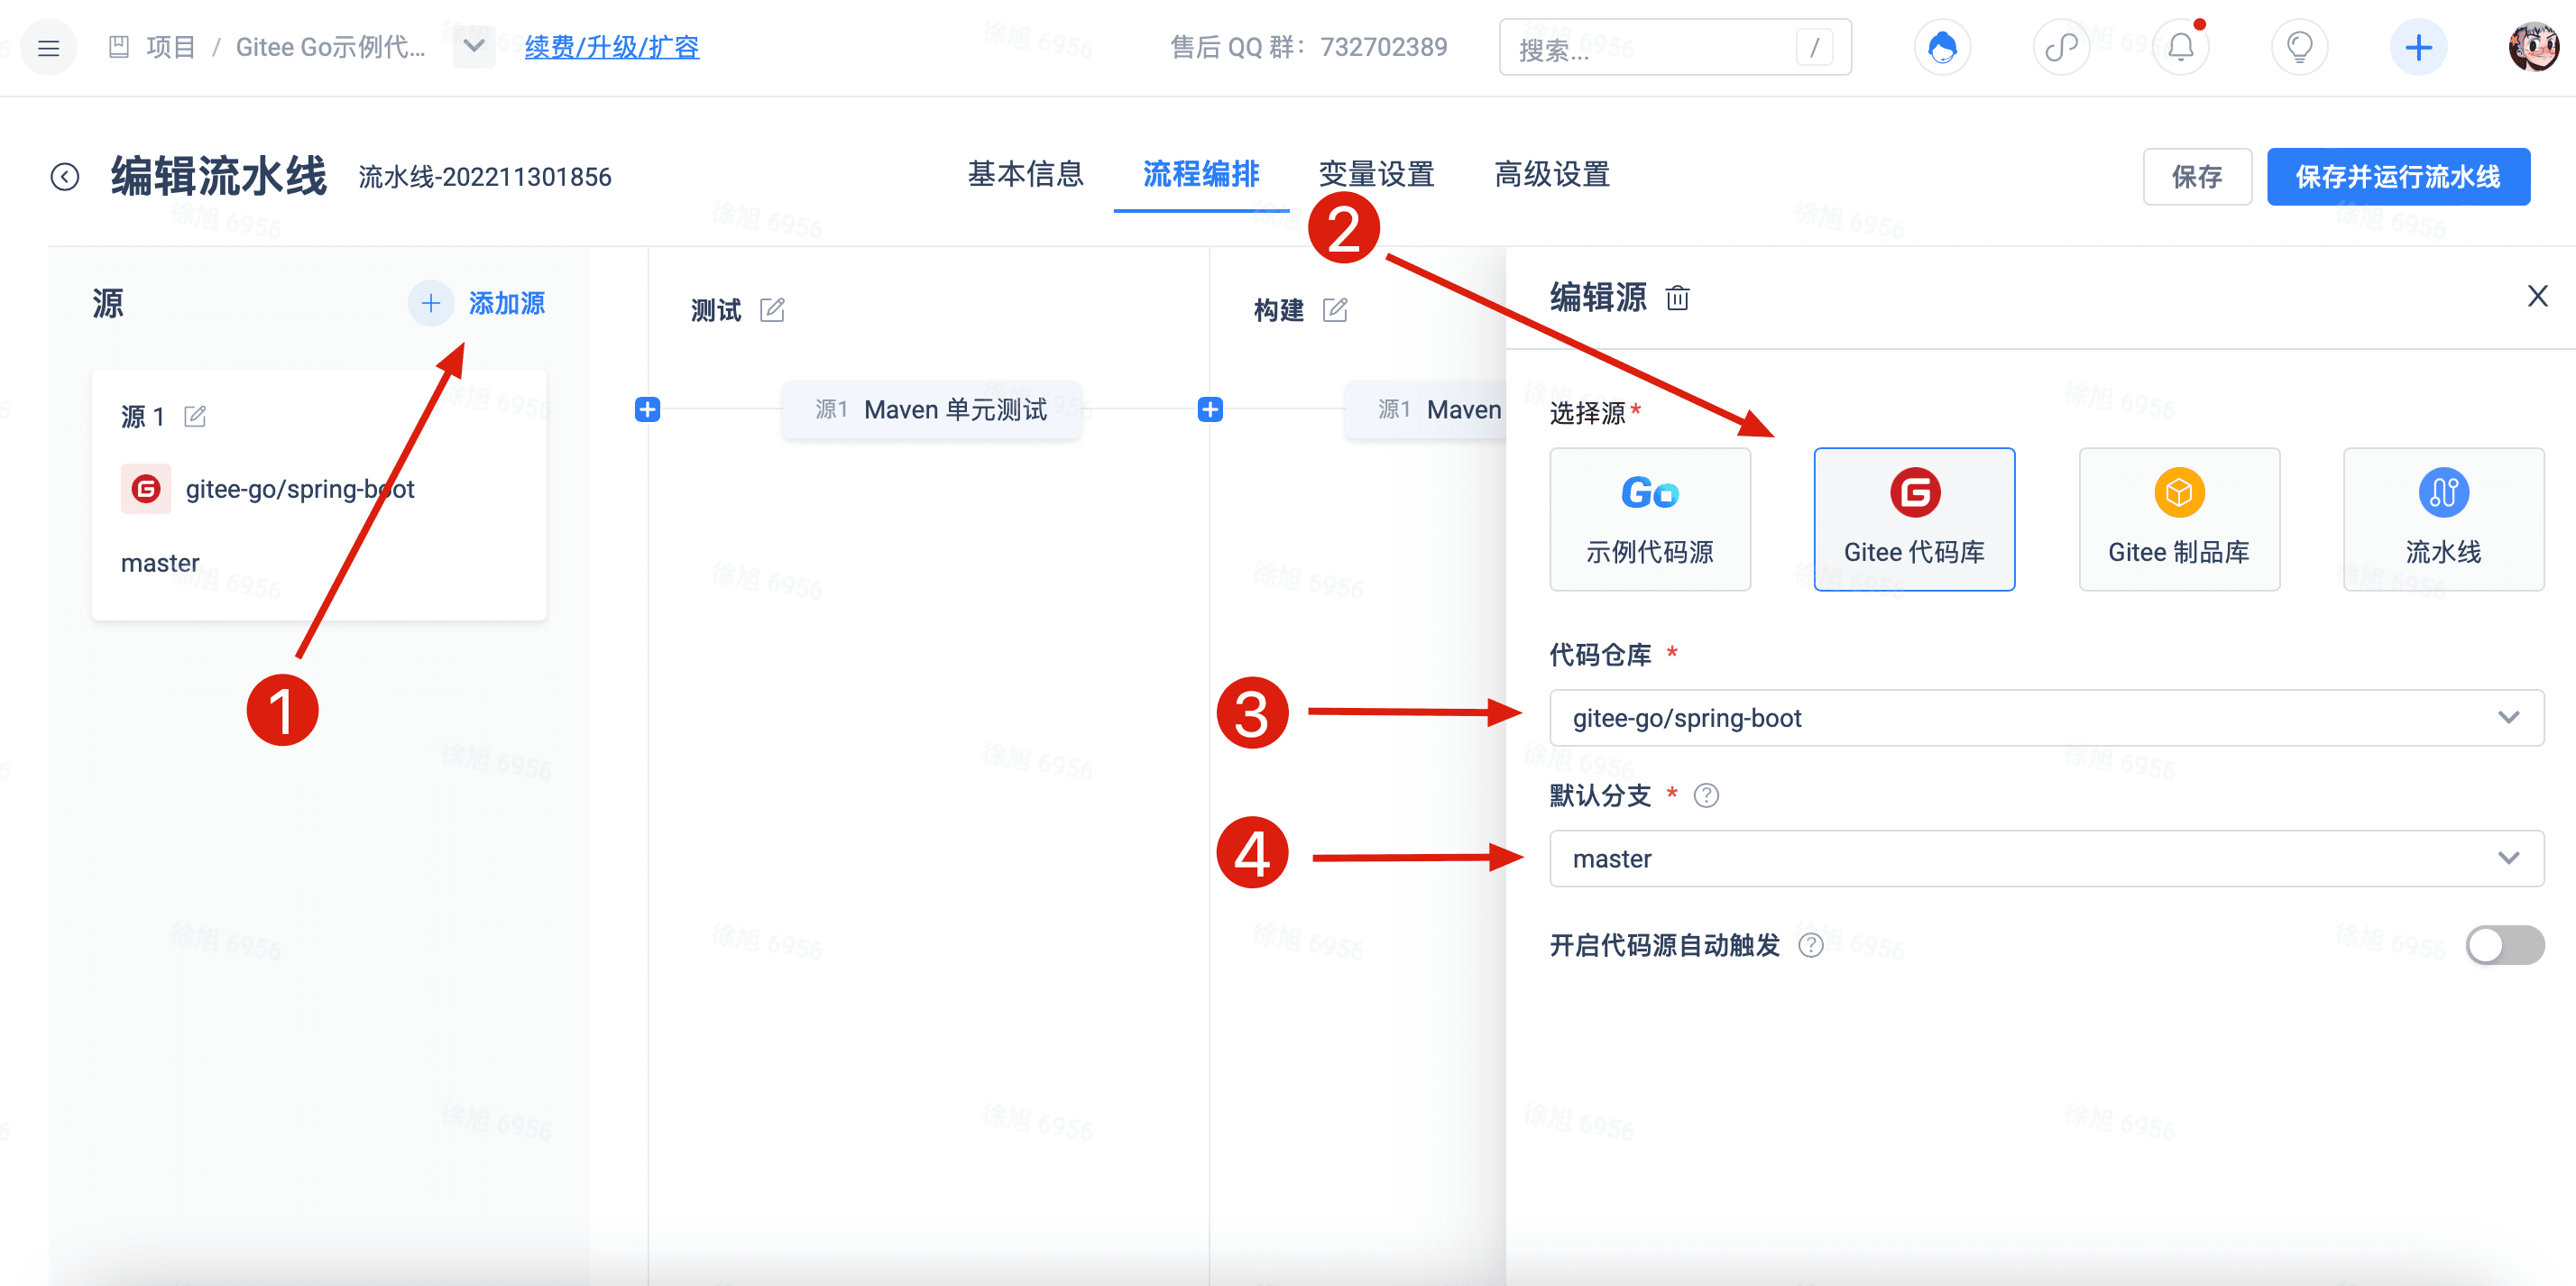 项目 / Gitee Go示例代... 续费/升级/扩容 售后 QQ 群：732702389 搜索... /
编辑流水线 流水线-202211301856 基本信息 流程编排 变量设置 高级设置 保存 保存并运行流水线
2
源 添加源 测试 构建 编辑源
源 1
gitee-go/spring-boot
master
1
源1 Maven 单元测试
源1 Maven
选择源*
Go
示例代码源
G
Gitee 代码库
Gitee 制品库
流水线
代码仓库 *
3
gitee-go/spring-boot
默认分支 * ?
4
master
开启代码源自动触发 ?
徐旭 6956